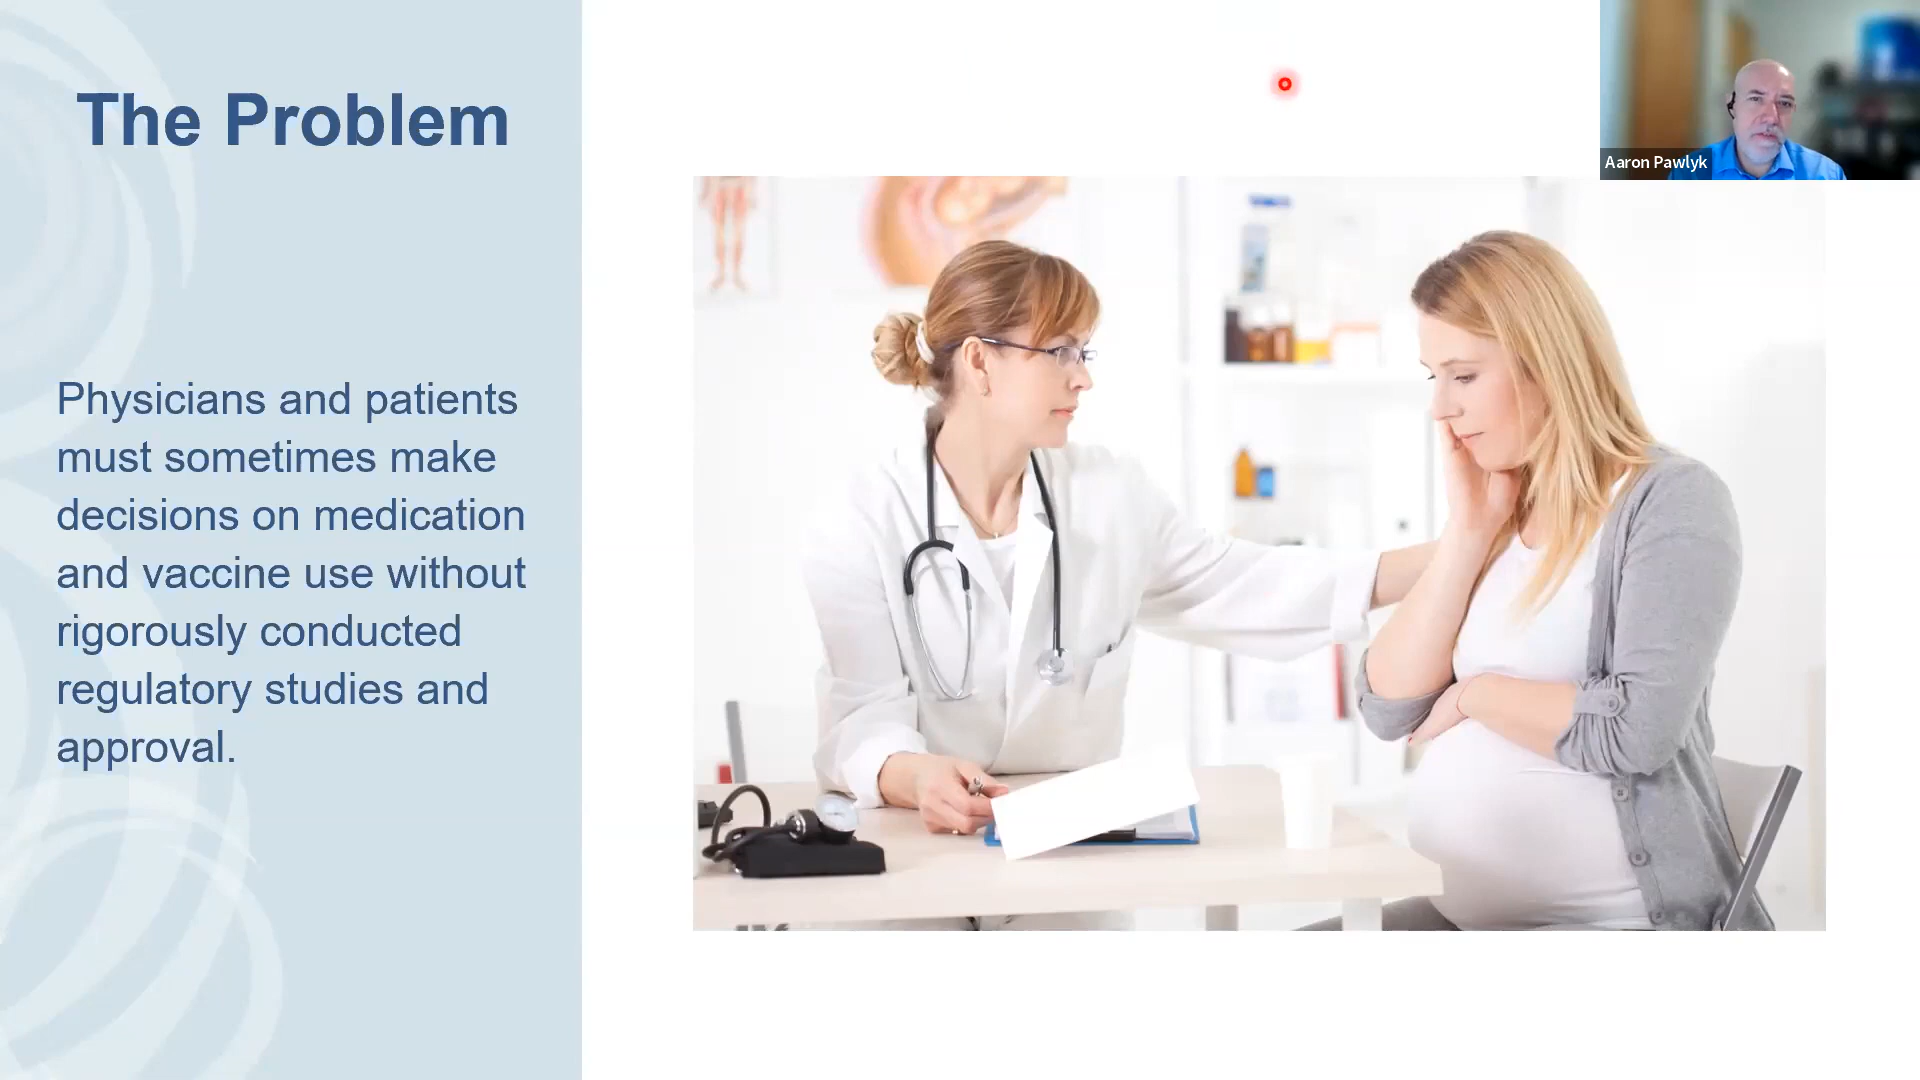 The Problem
Physicians and patients
must sometimes make
decisions on medication
and vaccine use without
rigorously conducted
regulatory studies and
approval.
Aaron Pawlyk